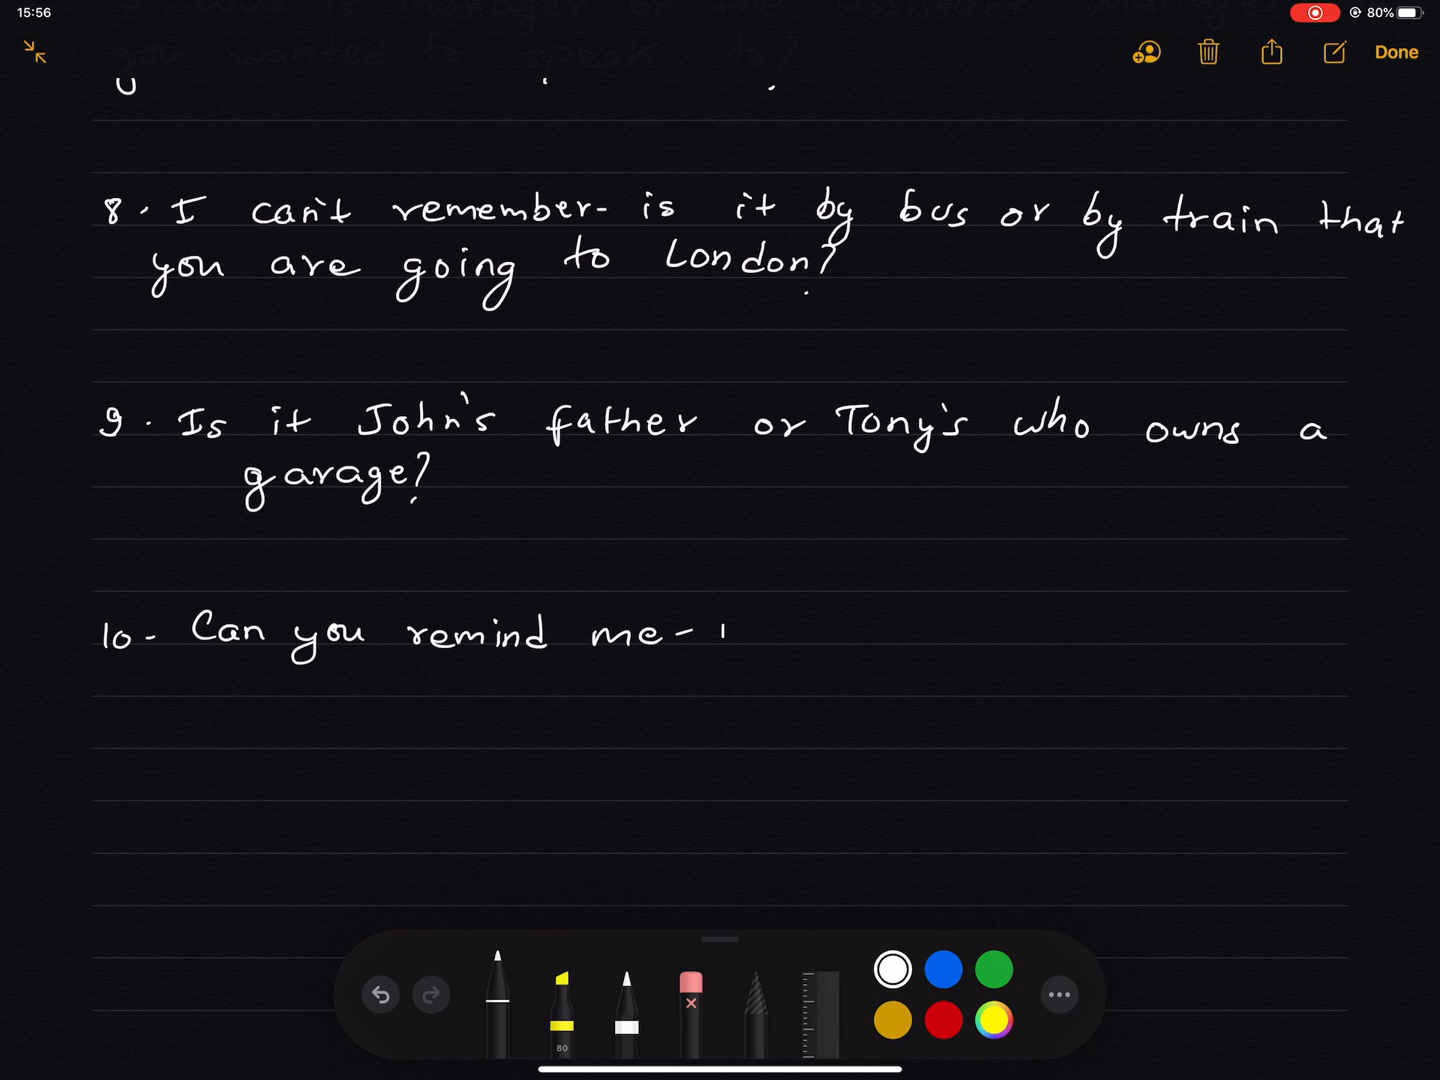 15:56
80%
Done
8. I can't remember- is it by bus or by train that
you are going to London?
9. Is it John's father or Tony's who owns a
garage?
10- Can you remind me-
80